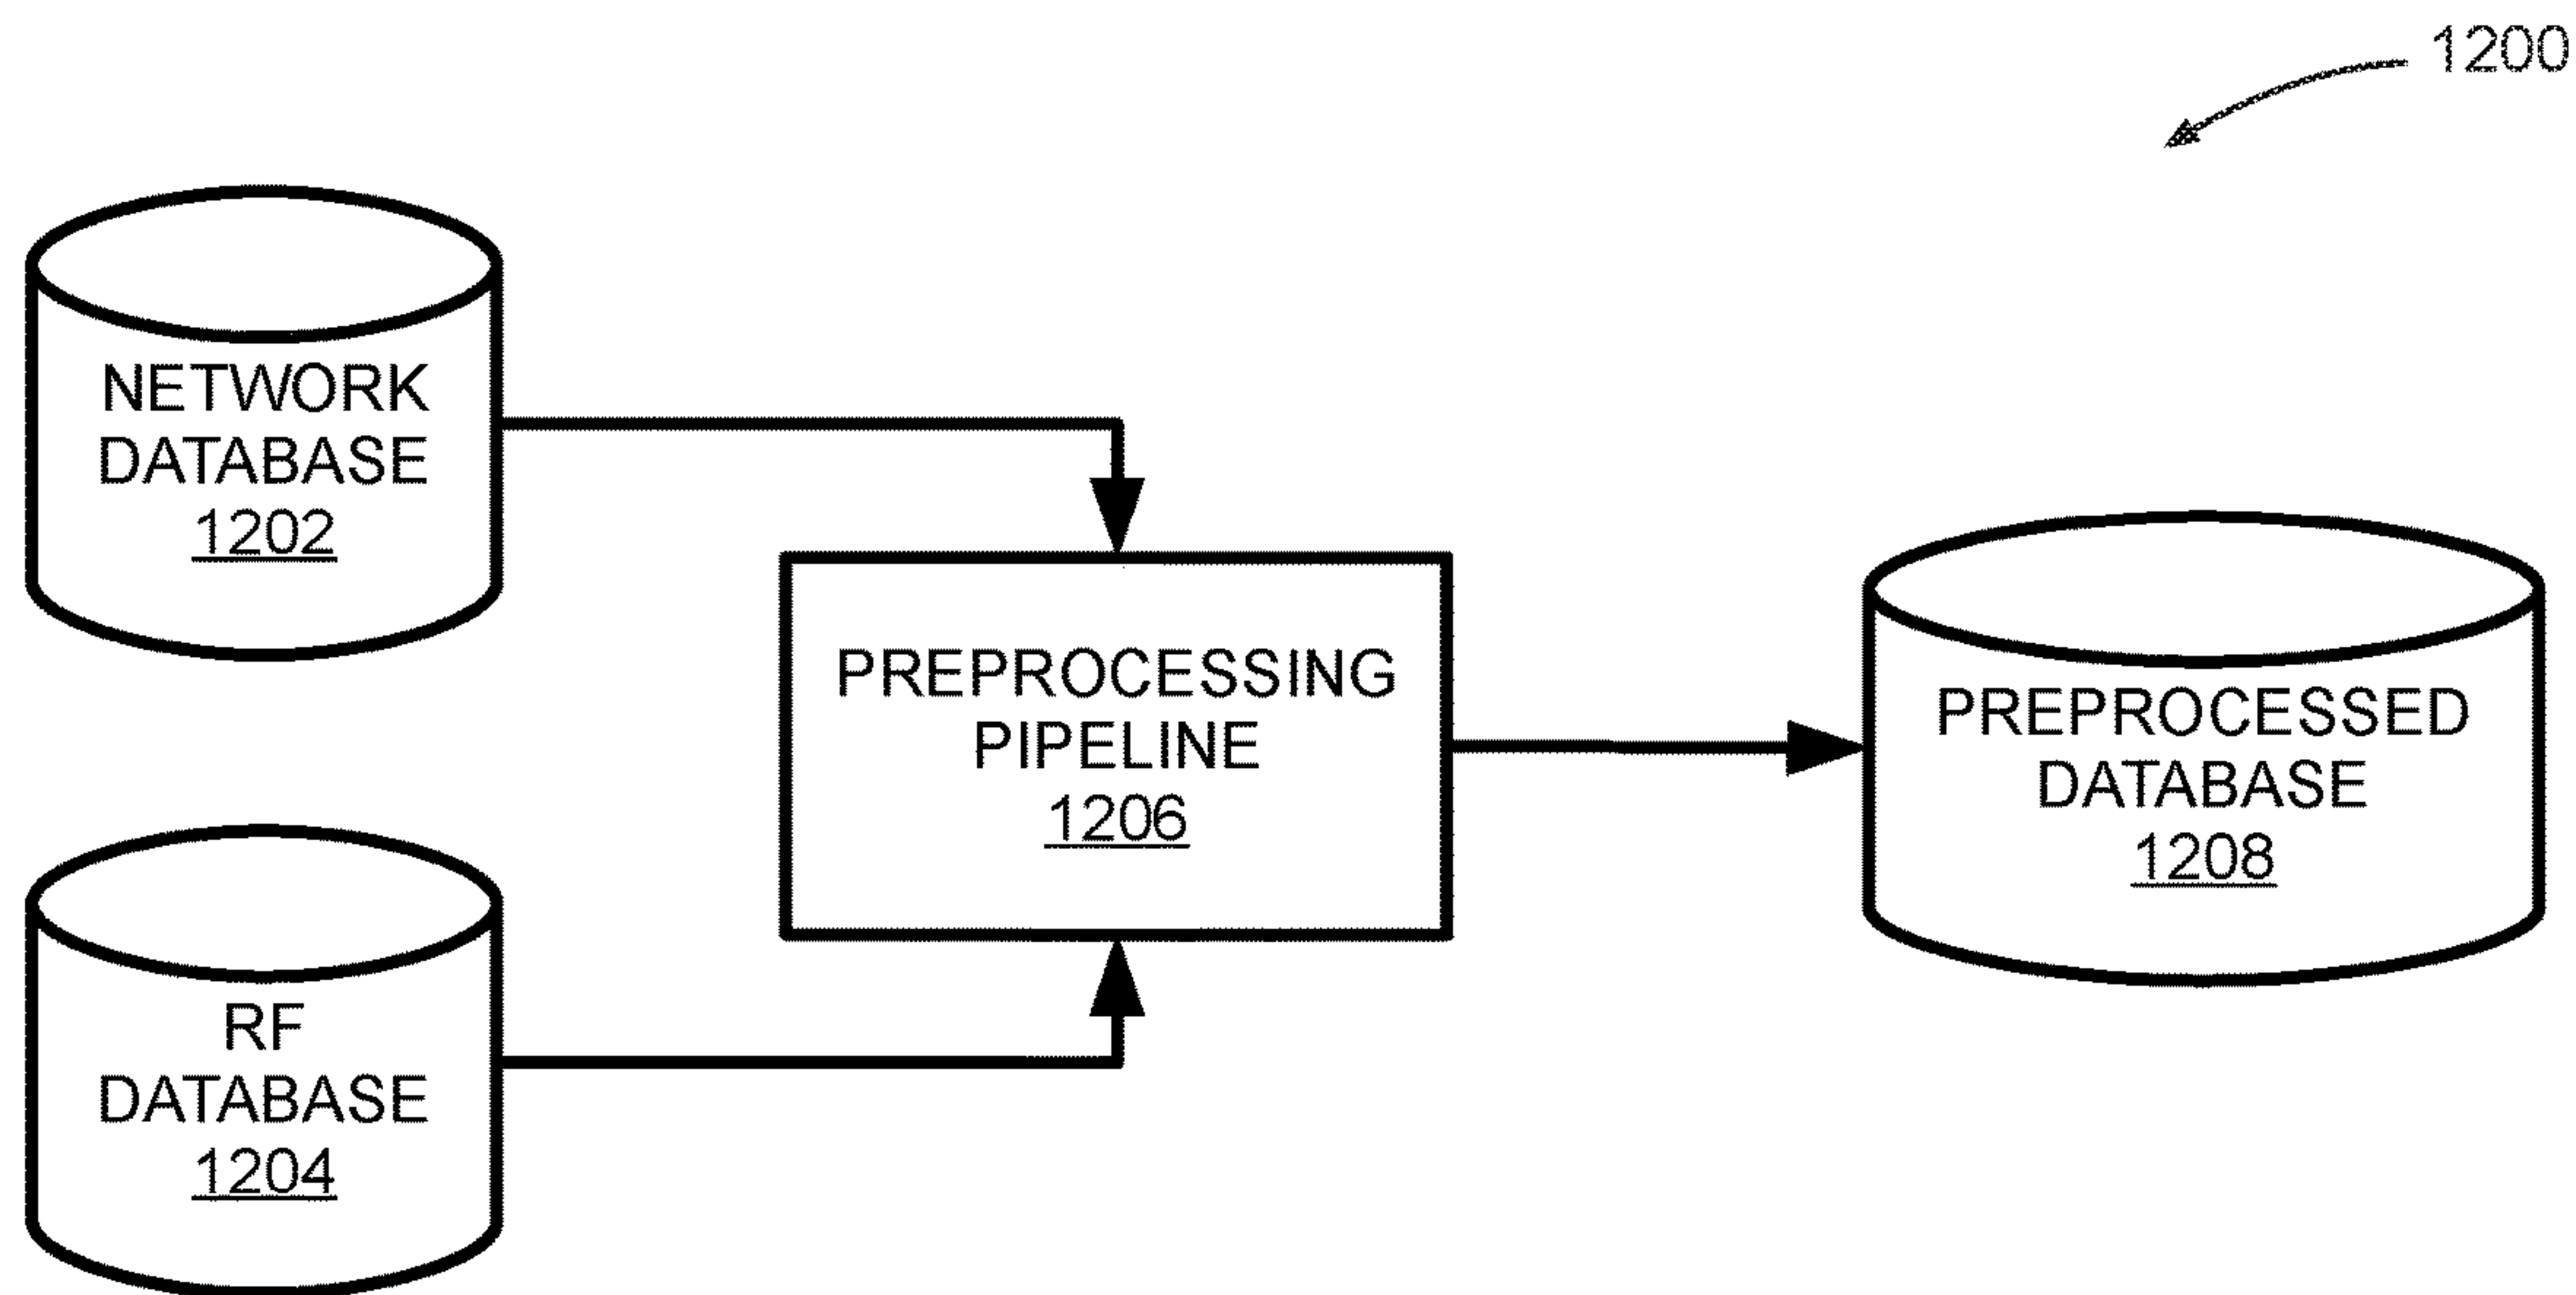 1200
NETWORK
DATABASE
1202
PREPROCESSING
PIPELINE
1206
PREPROCESSED
DATABASE
1208
RF
DATABASE
1204